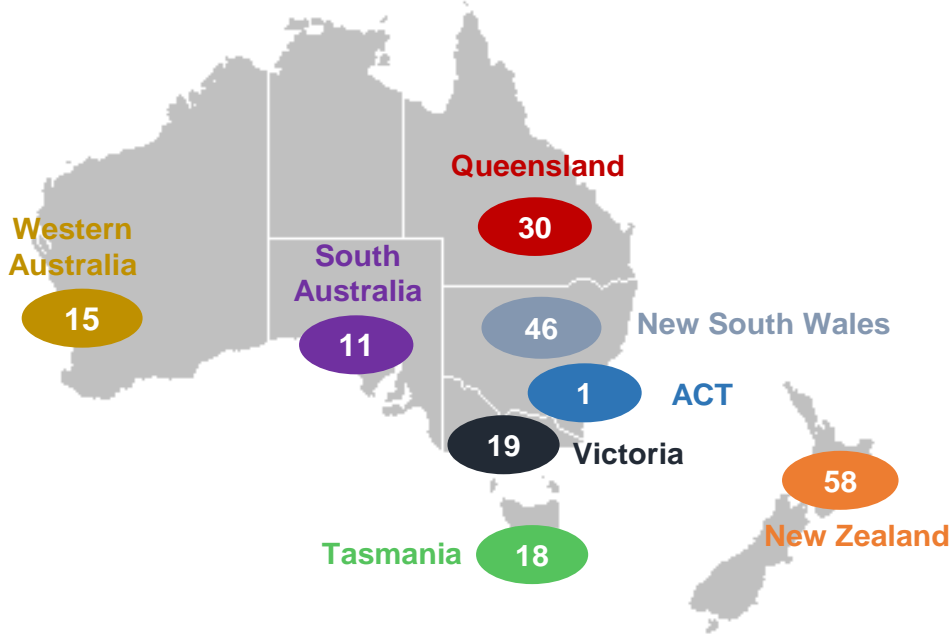 Queensland
30
Western
Australia
15
South
Australia
11
46
New South Wales
1
ACT
19
Victoria
58
New Zealand
Tasmania
18